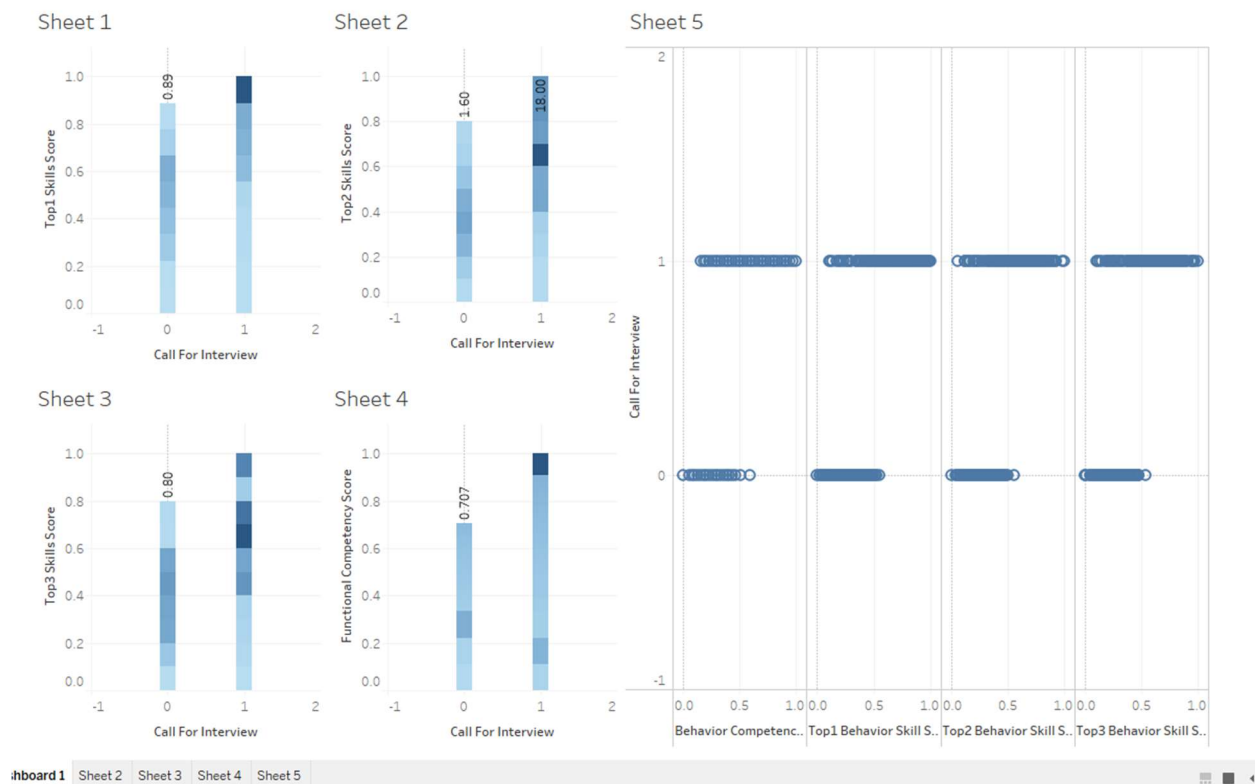 Sheet 1
1.0
0.8
0.6
0.4
0.2
0.0
Top1 Skills Score
0.89
-1 0 1 2
Call For Interview
Sheet 2
1.0
0.8
0.6
0.4
0.2
0.0
Top2 Skills Score
1.60
18.00
-1 0 1 2
Call For Interview
Sheet 3
1.0
0.8
0.6
0.4
0.2
0.0
Top3 Skills Score
0.80
-1 0 1 2
Call For Interview
Sheet 4
1.0
0.8
0.6
0.4
0.2
0.0
Functional Competency Score
0.707
-1 0 1 2
Call For Interview
Sheet 5
2
1
0
-1
Call For Interview
0.0 0.5 1.0 0.0 0.5 1.0 0.0 0.5 1.0 0.0 0.5 1.0
Behavior Competenc.. Top1 Behavior Skill S.. Top2 Behavior Skill S.. Top3 Behavior Skill S..
shboard 1 Sheet 2 Sheet 3 Sheet 4 Sheet 5